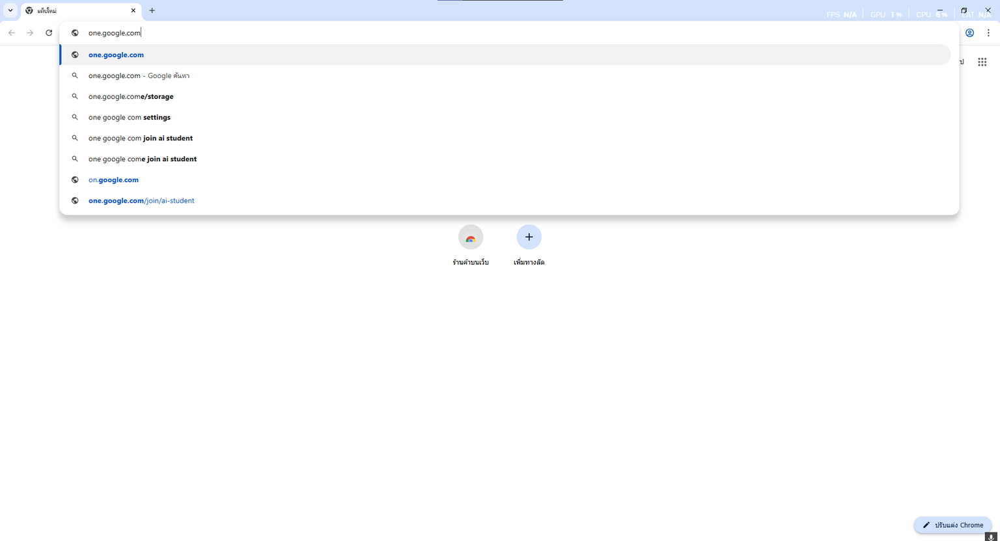 แท็บใหม่
FPS N/A GPU 1 % CPU 6 % LAT N/A
one.google.com
one.google.com
one.google.com - Google ค้นหา
one.google.come/storage
one google com settings
one google com join ai student
one google come join ai student
on.google.com
one.google.com/join/ai-student
ร้านค้าบนเว็บ เพิ่มทางลัด
ปรับแต่ง Chrome